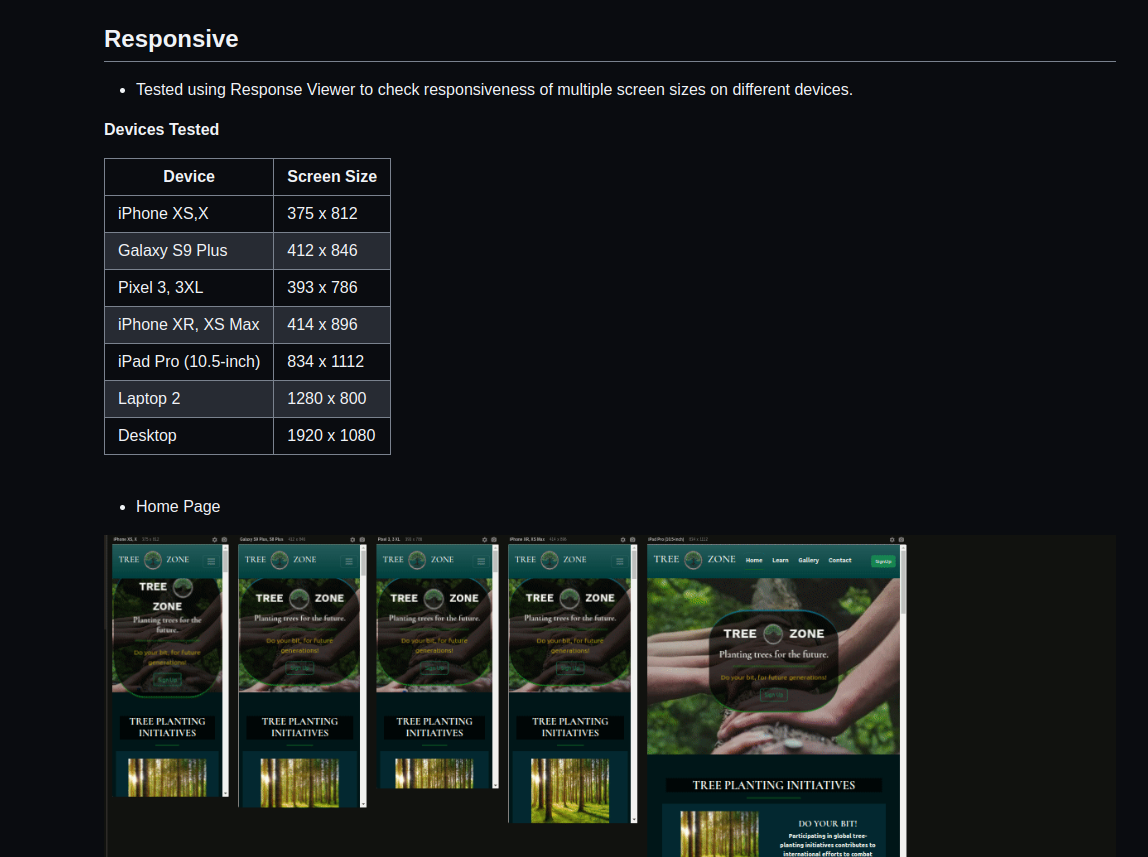 Responsive
Tested using Response Viewer to check responsiveness of multiple screen sizes on different devices.
Devices Tested
Device Screen Size
iPhone XS,X 375 x 812
Galaxy S9 Plus 412 x 846
Pixel 3, 3XL 393 x 786
iPhone XR, XS Max 414 x 896
iPad Pro (10.5-inch) 834 x 1112
Laptop 2 1280 x 800
Desktop 1920 x 1080
Home Page
iPhone XS, X 375 x 812
TREE ZONE
TREE
ZONE
Planting trees for the
future.
Do your bit, for future
generations!
Sign Up
TREE PLANTING
INITIATIVES
Galaxy S9 Plus, S8 Plus
TREE ZONE
TREE ZONE
Planting trees for the future.
Do your bit, for future
generations!
Sign Up
TREE PLANTING
INITIATIVES
Pixel 3, 3 XL
TREE ZONE
TREE ZONE
Planting trees for the future.
Do your bit, for future
generations!
Sign Up
TREE PLANTING
INITIATIVES
iPhone XR, XS Max
TREE ZONE
TREE ZONE
Planting trees for the future.
Do your bit, for future
generations!
Sign Up
TREE PLANTING
INITIATIVES
iPad Pro (10.5-inch)
TREE ZONE Home Learn Gallery Contact SignUp
TREE ZONE
Planting trees for the future.
Do your bit, for future generations!
Sign Up
TREE PLANTING INITIATIVES
DO YOUR BIT!
Participating in global tree-
planting initiatives contributes to
international efforts to combat